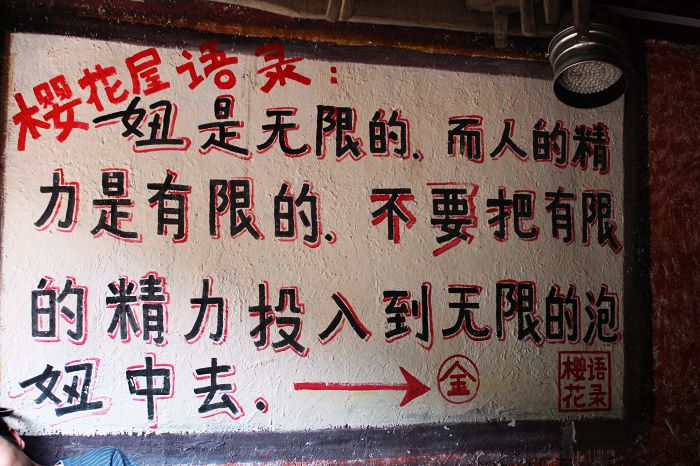 樱花屋语录：
妞是无限的、而人的精
力是有限的、不要把有限
的精力投入到无限的泡
妞中去、
金
樱花
语录